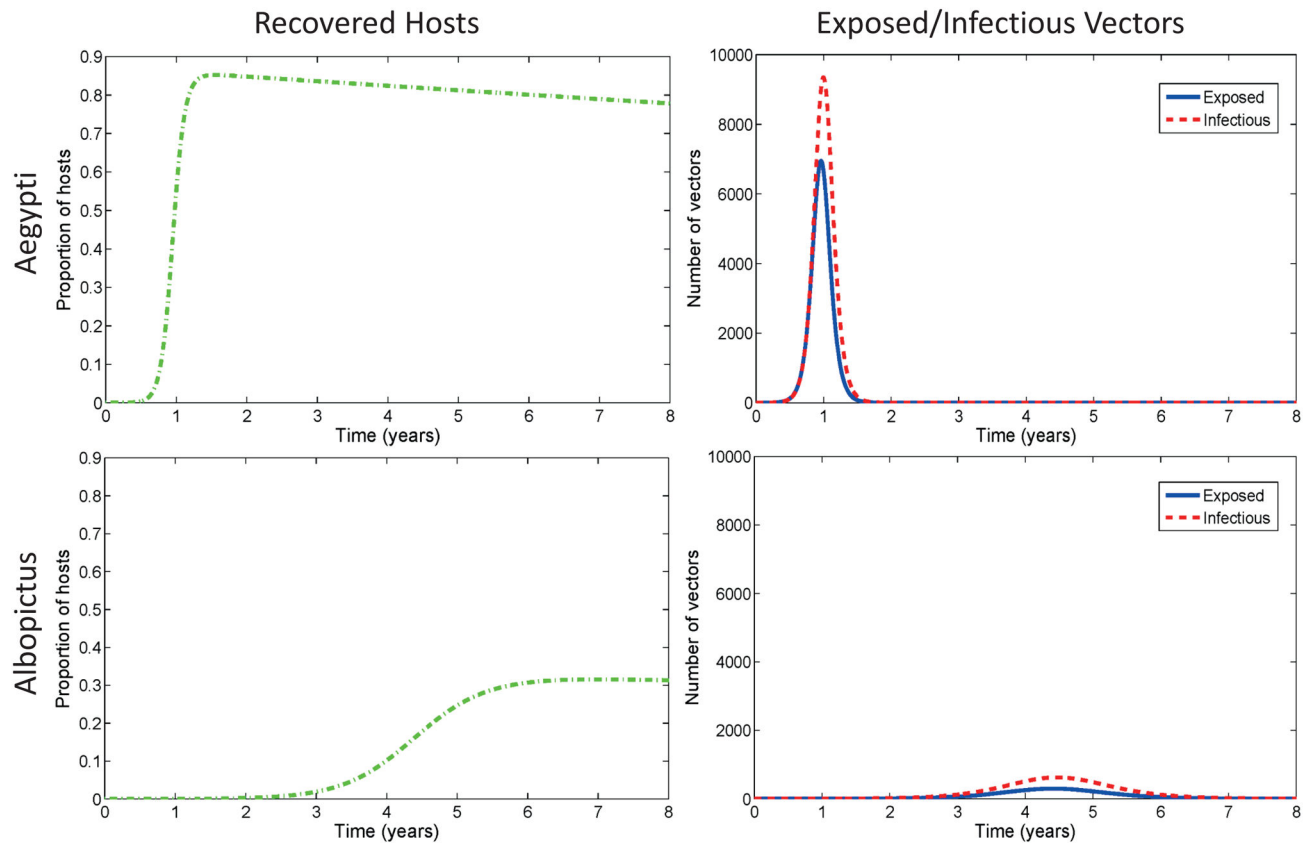 Recovered Hosts
Exposed/Infectious Vectors
Aegypti
Proportion of hosts
0.9
0.8
0.7
0.6
0.5
0.4
0.3
0.2
0.1
0
0 1 2 3 4 5 6 7 8
Time (years)
Number of vectors
10000
8000
6000
4000
2000
0
0 1 2 3 4 5 6 7 8
Time (years)
Exposed
Infectious
Albopictus
Proportion of hosts
0.9
0.8
0.7
0.6
0.5
0.4
0.3
0.2
0.1
0
0 1 2 3 4 5 6 7 8
Time (years)
Number of vectors
10000
8000
6000
4000
2000
0
0 1 2 3 4 5 6 7 8
Time (years)
Exposed
Infectious